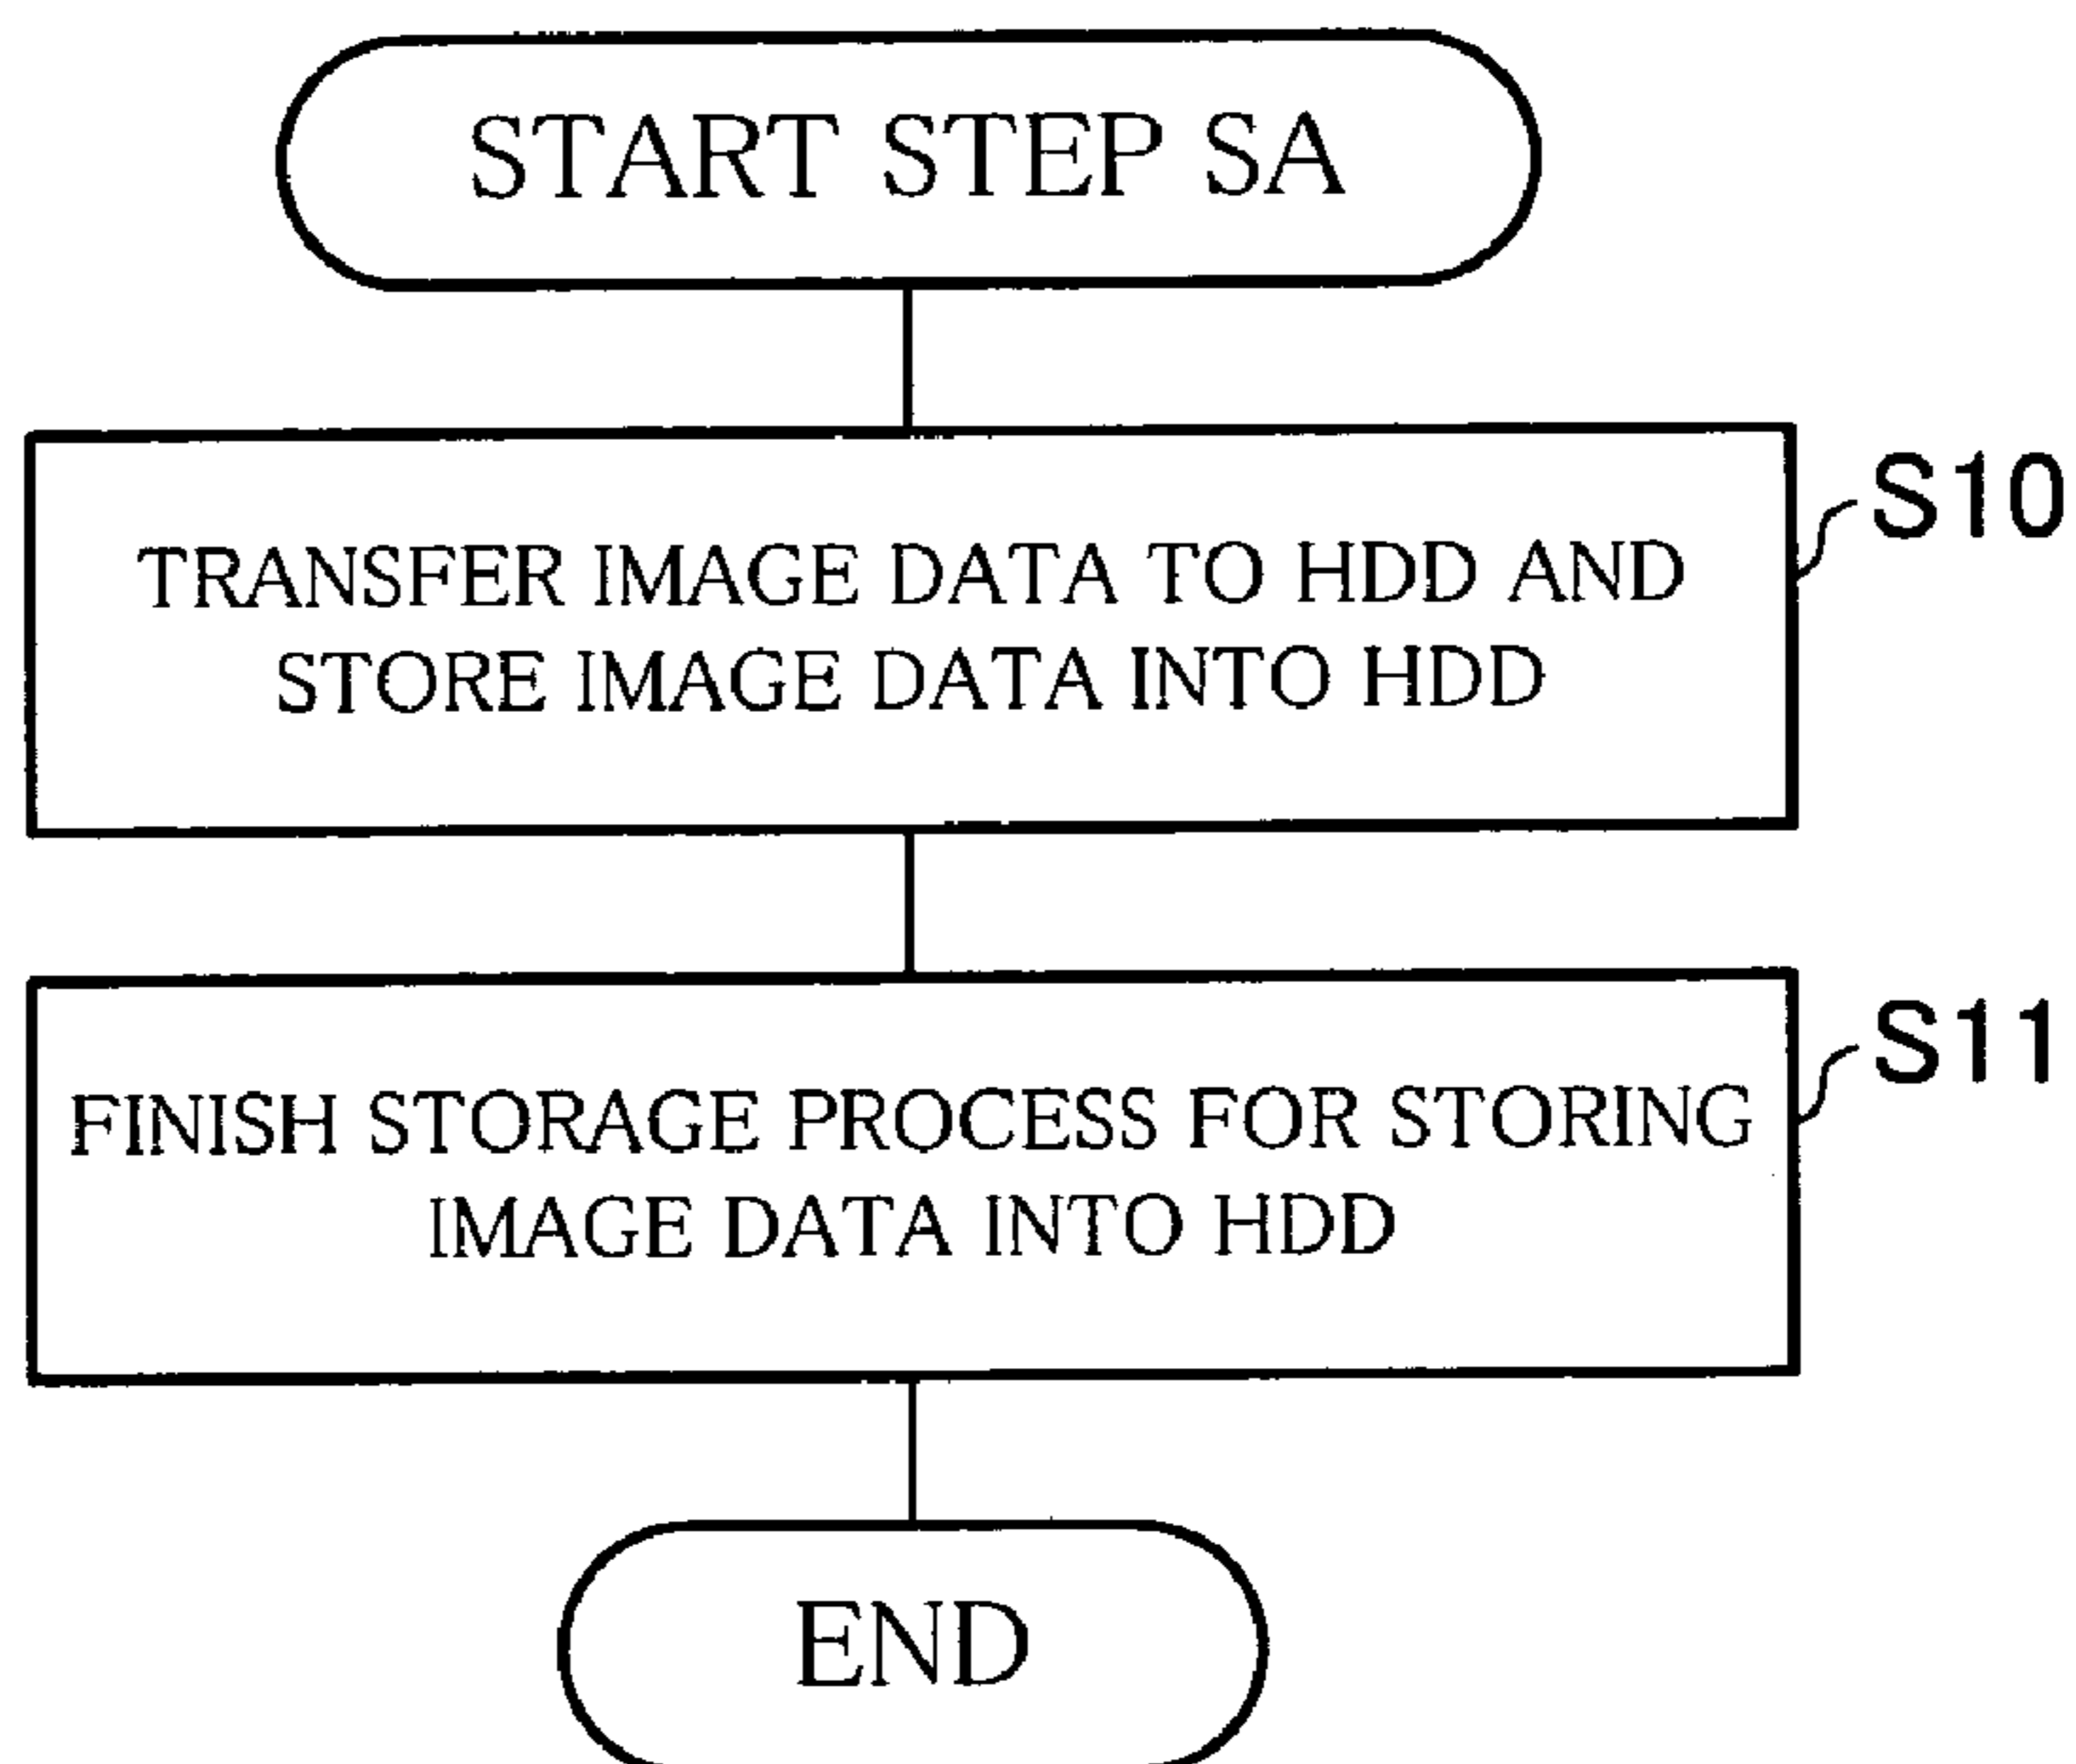 START STEP SA
TRANSFER IMAGE DATA TO HDD AND
STORE IMAGE DATA INTO HDD
S10
FINISH STORAGE PROCESS FOR STORING
IMAGE DATA INTO HDD
S11
END